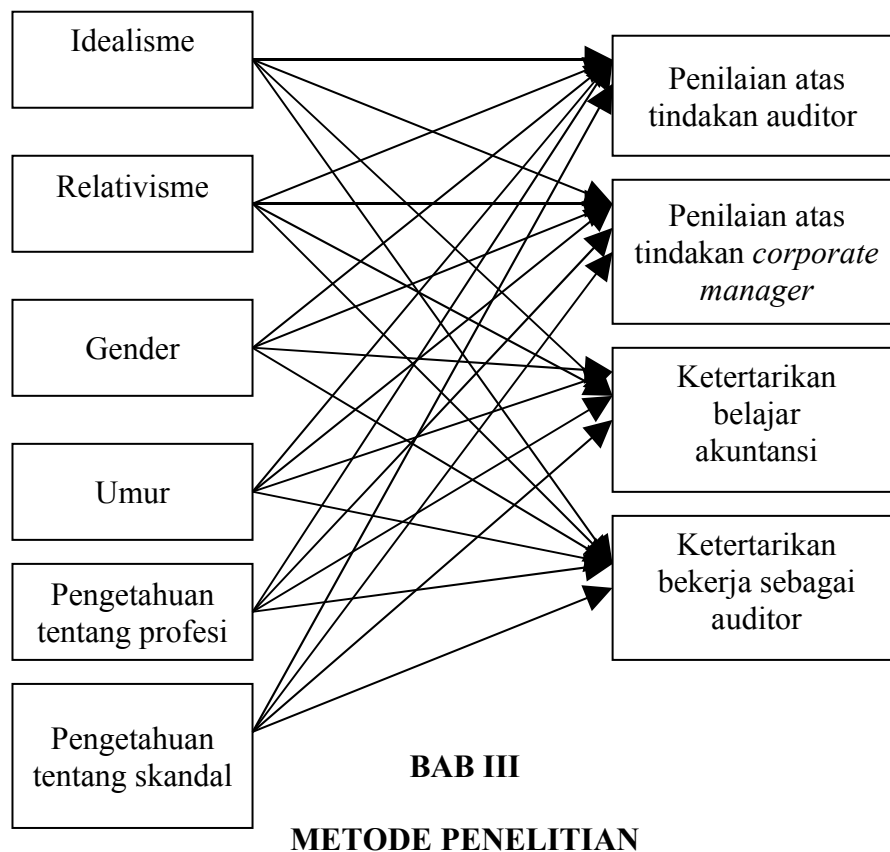 Idealisme
Relativisme
Gender
Umur
Pengetahuan
tentang profesi
Pengetahuan
tentang skandal
Penilaian atas
tindakan auditor
Penilaian atas
tindakan corporate
manager
Ketertarikan
belajar
akuntansi
Ketertarikan
bekerja sebagai
auditor
BAB III
METODE PENELITIAN